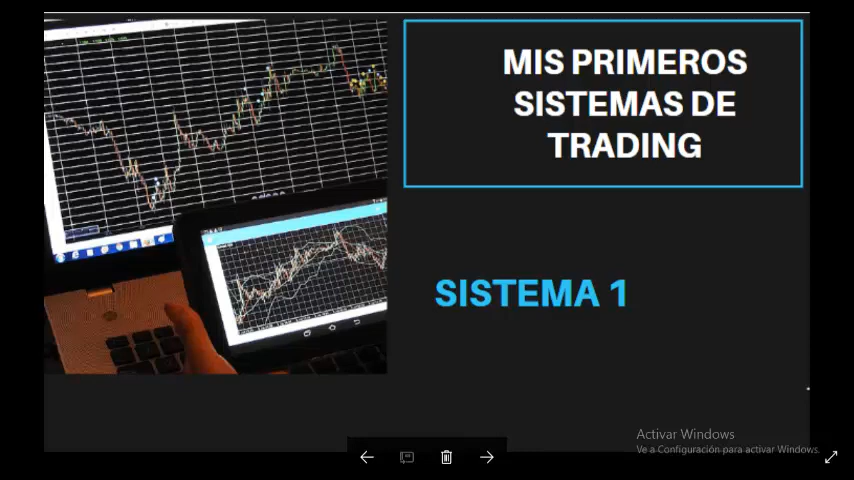 MIS PRIMEROS
SISTEMAS DE
TRADING
SISTEMA 1
Activar Windows
Ve a Configuración para activar Windows.